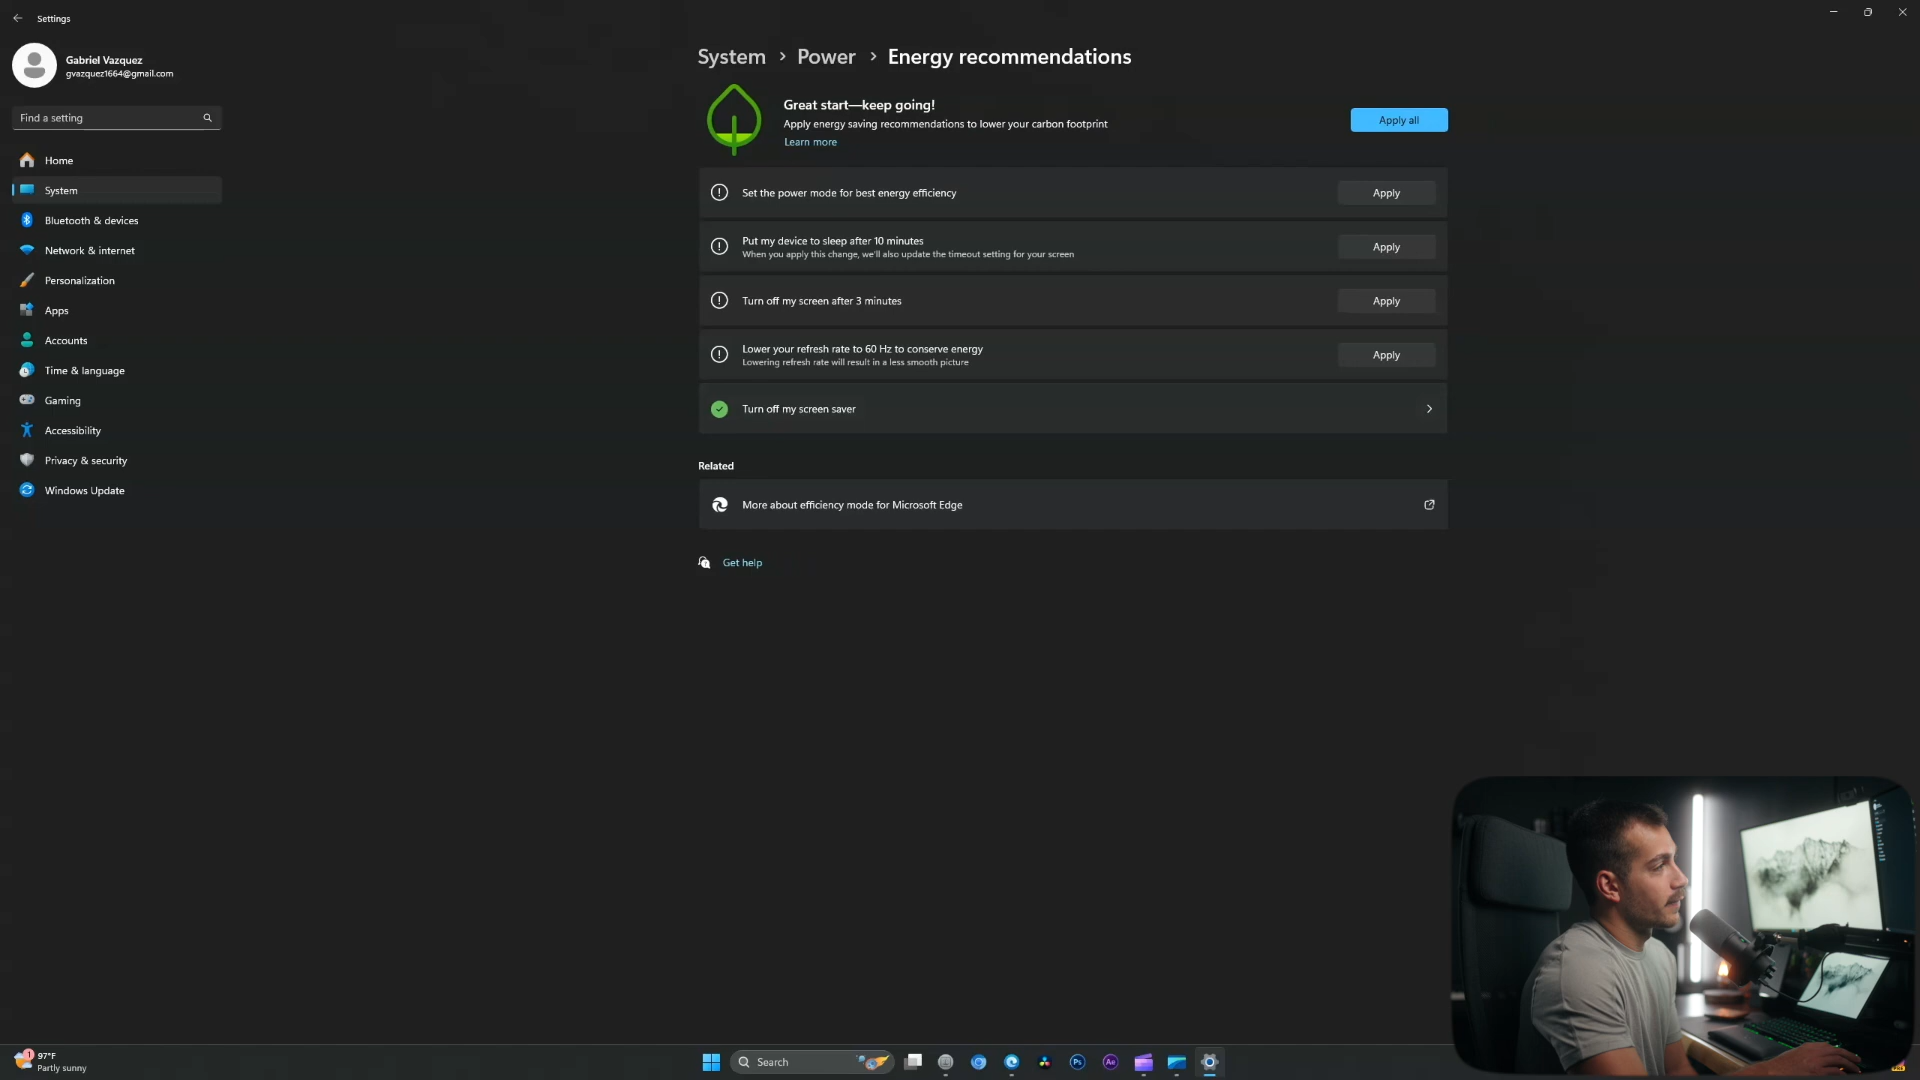 Settings
Gabriel Vazquez
gvazquez1664@gmail.com
Find a setting
Home
System
Bluetooth & devices
Network & internet
Personalization
Apps
Accounts
Time & language
Gaming
Accessibility
Privacy & security
Windows Update
System > Power > Energy recommendations
Great start—keep going!
Apply energy saving recommendations to lower your carbon footprint
Learn more
Apply all
Set the power mode for best energy efficiency
Apply
Put my device to sleep after 10 minutes
When you apply this change, we'll also update the timeout setting for your screen
Apply
Turn off my screen after 3 minutes
Apply
Lower your refresh rate to 60 Hz to conserve energy
Lowering refresh rate will result in a less smooth picture
Apply
Turn off my screen saver
Related
More about efficiency mode for Microsoft Edge
Get help
1
97°F
Partly sunny
Search
Ps
Ae